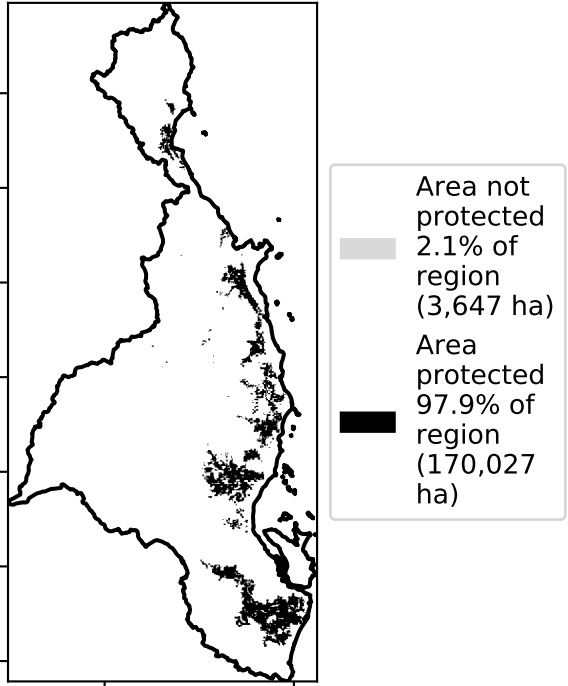 Area not
protected
2.1% of
region
(3,647 ha)
Area
protected
97.9% of
region
(170,027
ha)